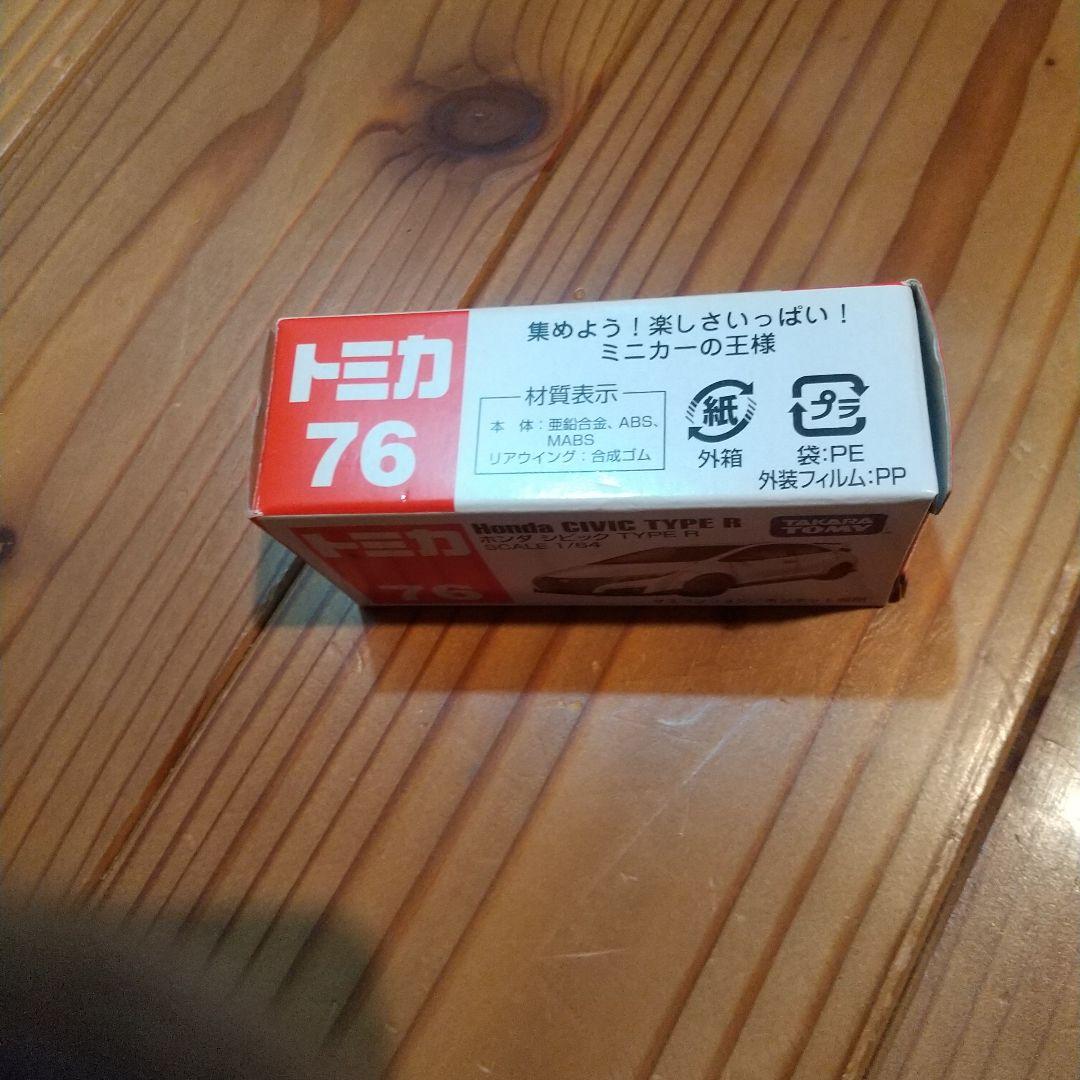 トミカ
76
集めよう！楽しさいっぱい！
ミニカーの王様
材質表示
本 体：亜鉛合金、ABS、
MABS
リアウイング：合成ゴム
紙
外箱
プラ
袋：PE
外装フィルム：PP
トミカ
76
Honda CIVIC TYPE R
ホンダ シビック TYPE R
SCALE 1/64
TAKARA
TOMY